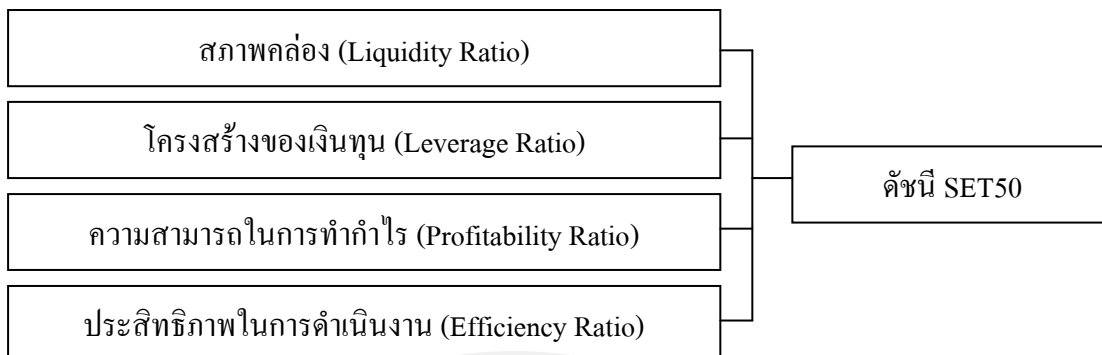 สภาพคล่อง (Liquidity Ratio)
โครงสร้างของเงินทุน (Leverage Ratio)
ความสามารถในการทำกำไร (Profitability Ratio)
ประสิทธิภาพในการดำเนินงาน (Efficiency Ratio)
ดัชนี SET50